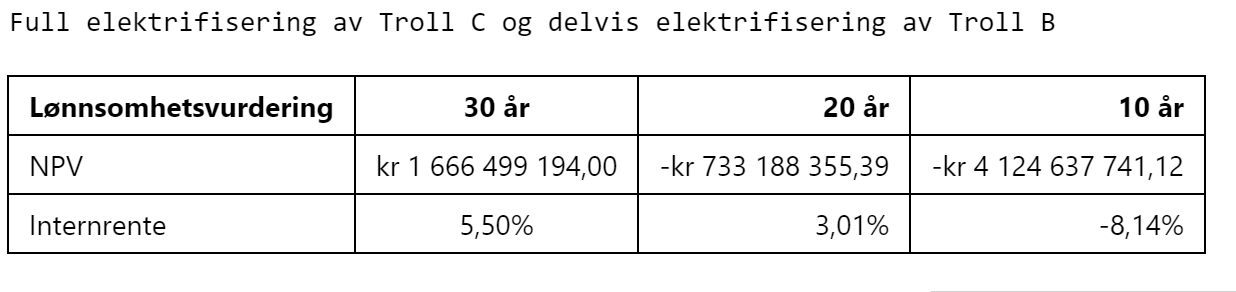 Full elektrifisering av Troll C og delvis elektrifisering av Troll B
Lønnsomhetsvurdering 30 år 20 år 10 år
NPV kr 1 666 499 194,00 -kr 733 188 355,39 -kr 4 124 637 741,12
Internrente 5,50% 3,01% -8,14%